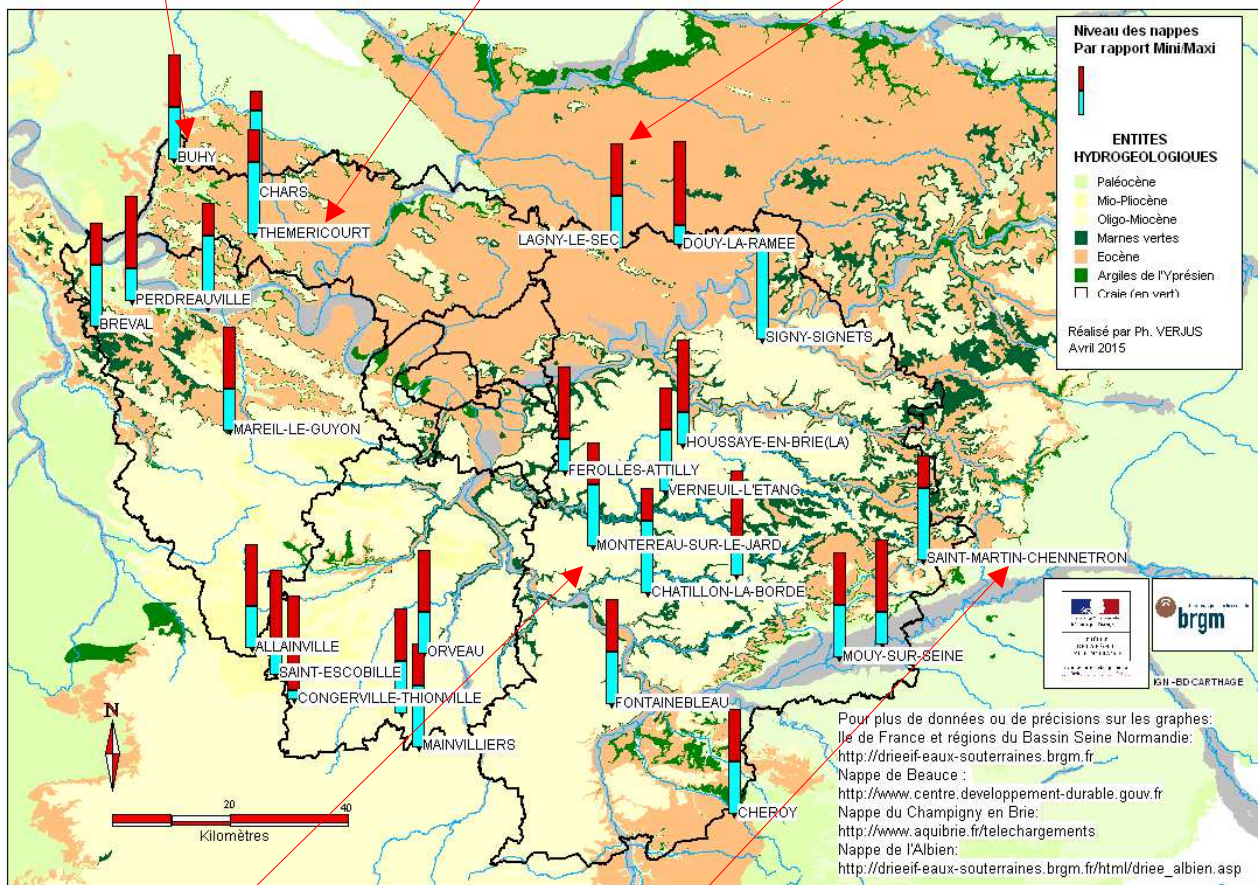 Niveau des nappes
Par rapport Mini/Maxi
ENTITES
HYDROGEOLOGIQUES
Paléocène
Mio-Pliocène
Oligo-Miocène
Marnes vertes
Eocène
Argiles de l'Yprésien
Craie (en vert)
Réalisé par Ph. VERJUS
Avril 2015
BUHY
CHARS
THEMERICOURT
LAGNY-LE-SEC
DOUY-LA-RAMEE
PERDREAUVILLE
BREVAL
SIGNY-SIGNETS
MAREIL-LE-GUYON
HOUSSAYE-EN-BRIE(LA)
FEROLLES-ATTILLY
VERNEUIL-L'ETANG
MONTEREAU-SUR-LE-JARD
SAINT-MARTIN-CHENNETRON
CHATILLON-LA-BORDE
ALLAINVILLE
ORVEAU
MOUY-SUR-SEINE
SAINT-ESCOBILLE
CONGERVILLE-THIONVILLE
FONTAINEBLEAU
MAINVILLIERS
CHEROY
brgm
IGN-BD CARTHAGE
N
20 40
Kilomètres
Pour plus de données ou de précisions sur les graphes:
Ile de France et régions du Bassin Seine Normandie:
http://drieeif-eaux-souterraines.brgm.fr
Nappe de Beauce :
http://www.centre.developpement-durable.gouv.fr
Nappe du Champigny en Brie:
http://www.aquibrie.fr/telechargements
Nappe de l'Albien:
http://drieeif-eaux-souterraines.brgm.fr/html/driee_albien.asp